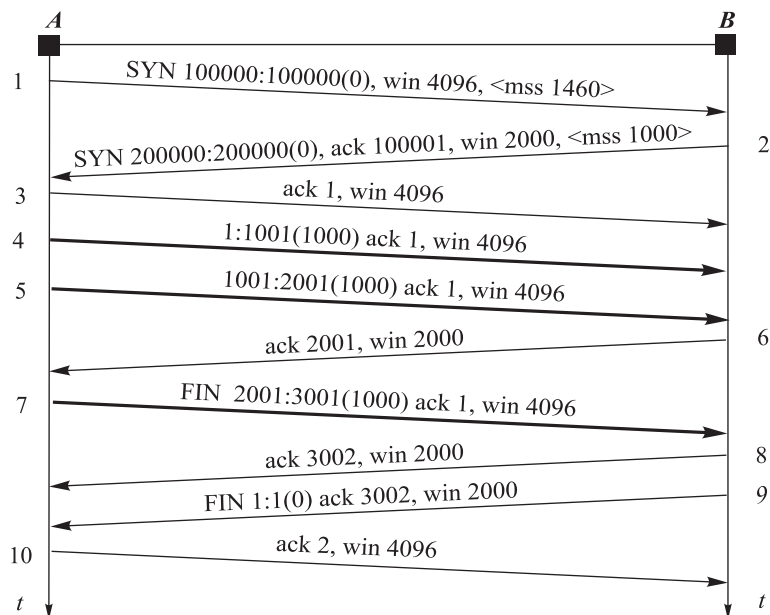 A
B
1
SYN 100000:100000(0), win 4096, <mss 1460>
SYN 200000:200000(0), ack 100001, win 2000, <mss 1000>
2
3
ack 1, win 4096
4
1:1001(1000) ack 1, win 4096
5
1001:2001(1000) ack 1, win 4096
ack 2001, win 2000
6
7
FIN 2001:3001(1000) ack 1, win 4096
ack 3002, win 2000
8
FIN 1:1(0) ack 3002, win 2000
9
10
ack 2, win 4096
t
t